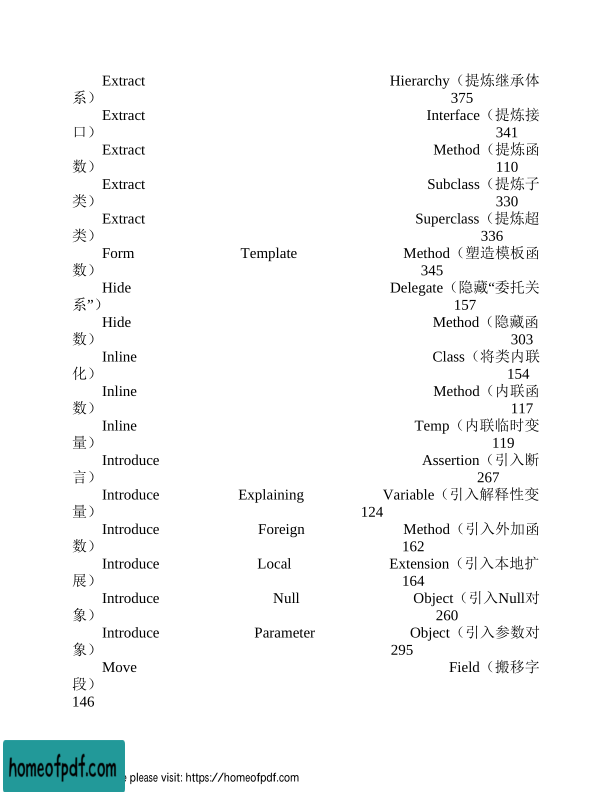 Extract Hierarchy（提炼继承体
系） 375
Extract Interface（提炼接
口） 341
Extract Method（提炼函
数） 110
Extract Subclass（提炼子
类） 330
Extract Superclass（提炼超
类） 336
Form Template Method（塑造模板函
数） 345
Hide Delegate（隐藏“委托关
系”） 157
Hide Method（隐藏函
数） 303
Inline Class（将类内联
化） 154
Inline Method（内联函
数） 117
Inline Temp（内联临时变
量） 119
Introduce Assertion（引入断
言） 267
Introduce Explaining Variable（引入解释性变
量） 124
Introduce Foreign Method（引入外加函
数） 162
Introduce Local Extension（引入本地扩
展） 164
Introduce Null Object（引入Null对
象） 260
Introduce Parameter Object（引入参数对
象） 295
Move Field（搬移字
段）
146
homeofpdf.com
please visit: https://homeofpdf.com